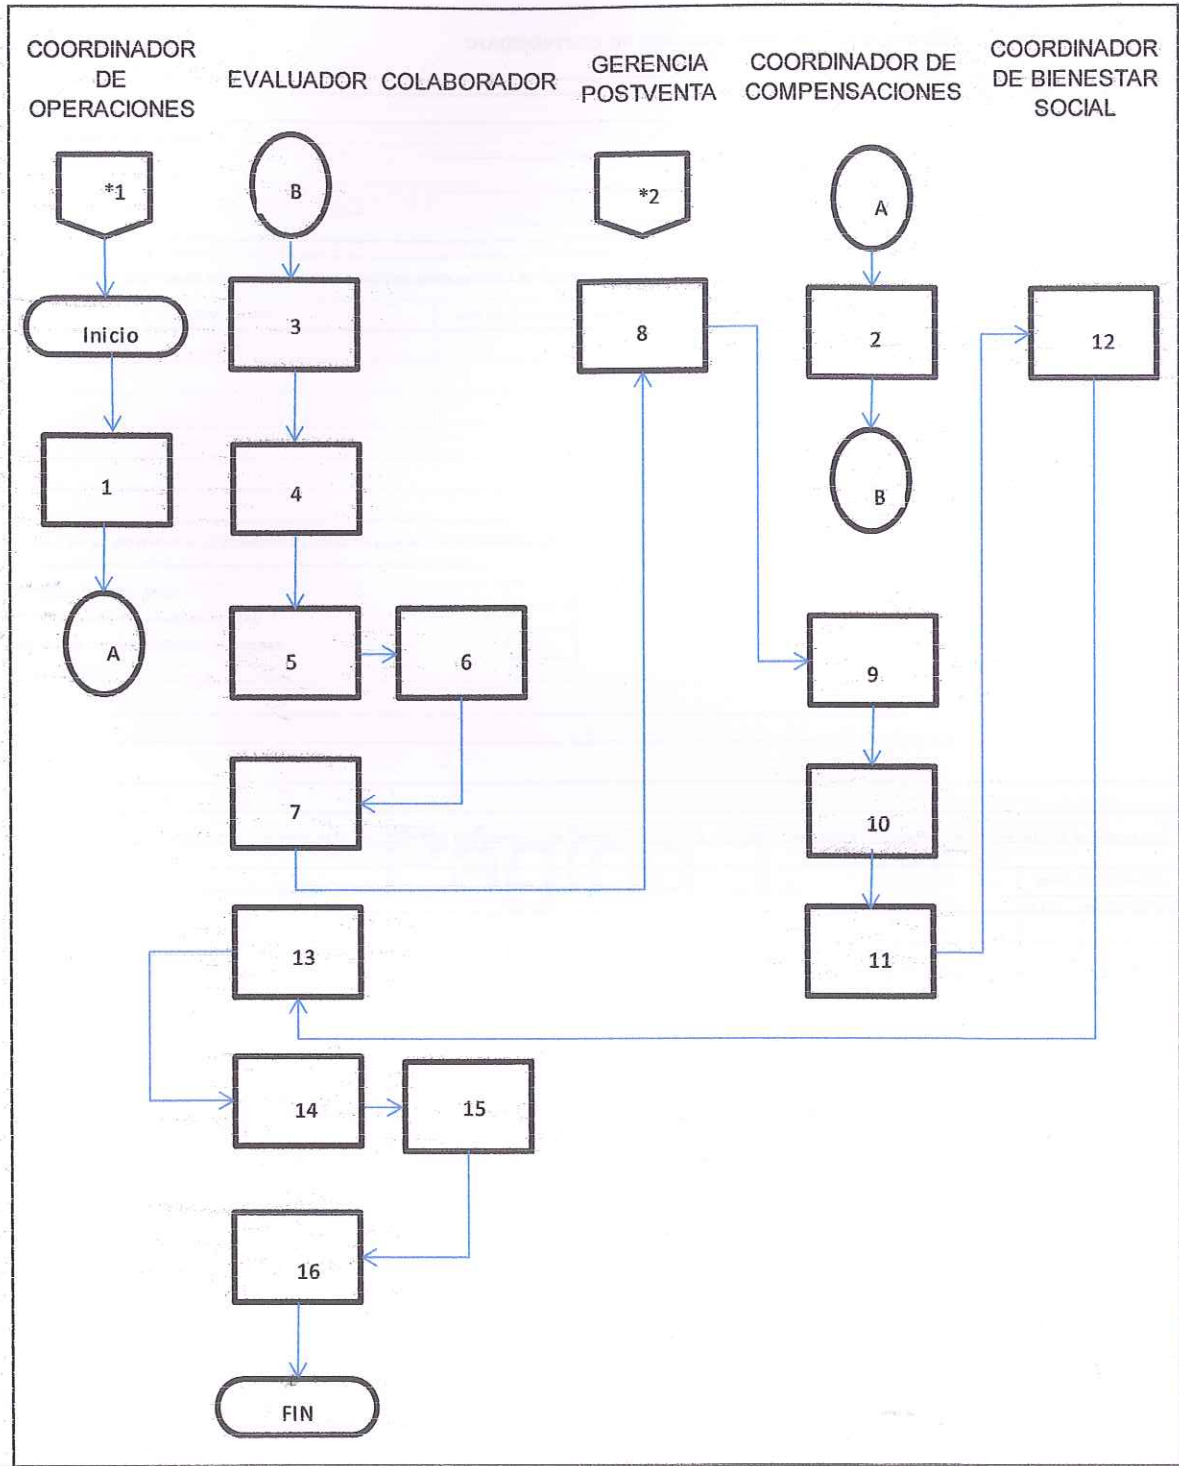 COORDINADOR
DE
OPERACIONES
EVALUADOR
COLABORADOR
GERENCIA
POSTVENTA
COORDINADOR DE
COMPENSACIONES
COORDINADOR
DE BIENESTAR
SOCIAL
*1
B
*2
A
Inicio
3
8
2
12
1
4
B
A
5
6
9
7
10
13
11
14
15
16
FIN